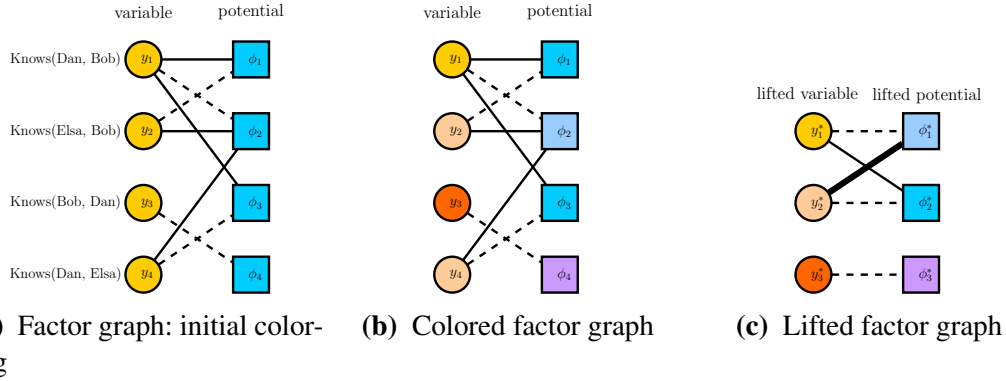 variable potential variable potential
Knows(Dan, Bob) y₁ ϕ₁ y₁ ϕ₁
lifted variable lifted potential
Knows(Elsa, Bob) y₂ ϕ₂ y₂ ϕ₂ y₁* ϕ₁*
Knows(Bob, Dan) y₃ ϕ₃ y₃ ϕ₃ y₂* ϕ₂*
Knows(Dan, Elsa) y₄ ϕ₄ y₄ ϕ₄ y₃* ϕ₃*
) Factor graph: initial color- (b) Colored factor graph (c) Lifted factor graph
g